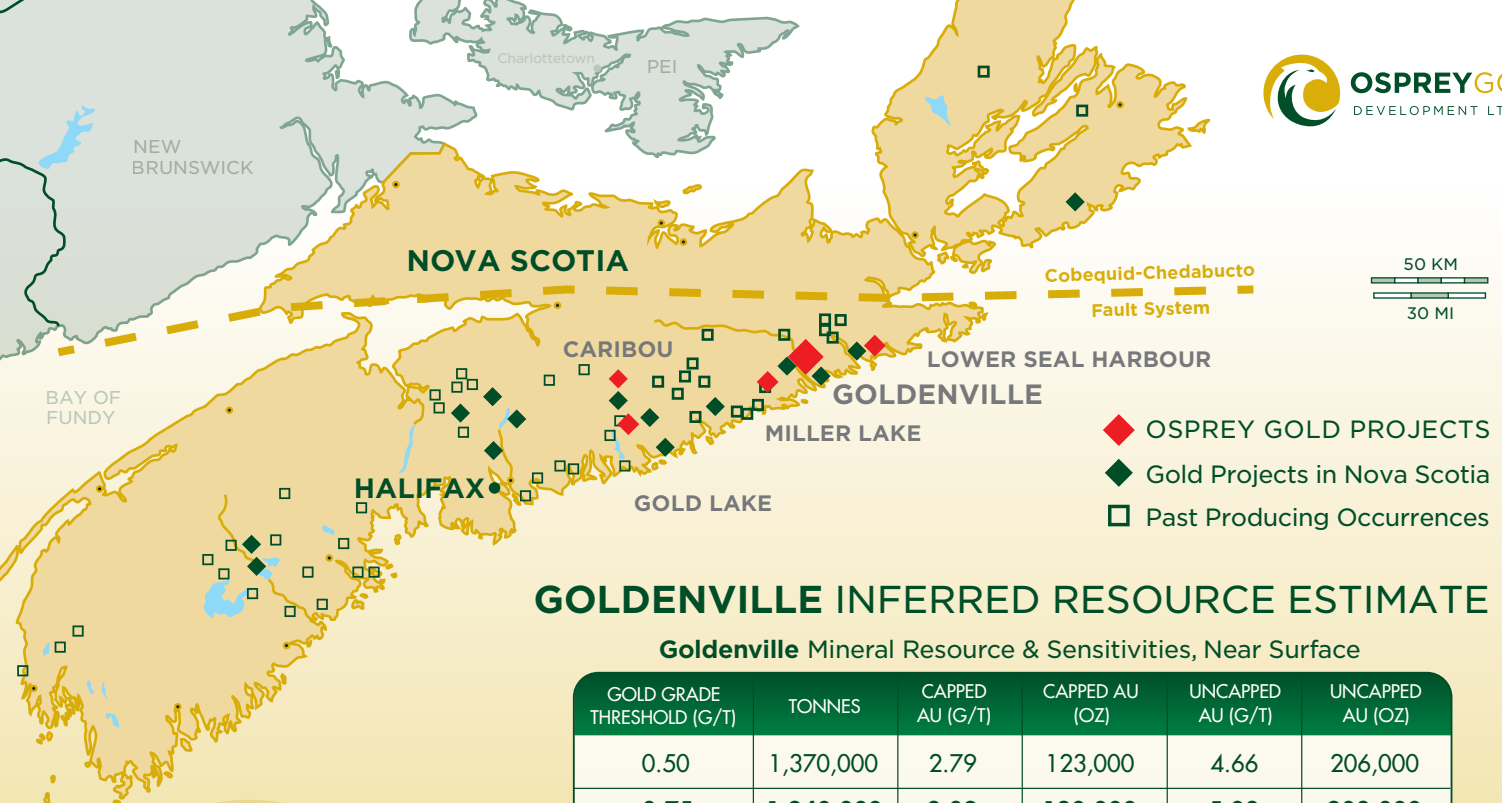 Charlottetown
PEI
OSPREYGO
DEVELOPMENT LT
NEW
BRUNSWICK
NOVA SCOTIA
Cobequid-Chedabucto
Fault System
50 KM
30 MI
CARIBOU
LOWER SEAL HARBOUR
GOLDENVILLE
BAY OF
FUNDY
MILLER LAKE
OSPREY GOLD PROJECTS
Gold Projects in Nova Scotia
HALIFAX
GOLD LAKE
Past Producing Occurrences
GOLDENVILLE INFERRED RESOURCE ESTIMATE
Goldenville Mineral Resource & Sensitivities, Near Surface
GOLD GRADE
THRESHOLD (G/T)
TONNES
CAPPED
AU (G/T)
CAPPED AU
(OZ)
UNCAPPED
AU (G/T)
UNCAPPED
AU (OZ)
0.50 1,370,000 2.79 123,000 4.66 206,000